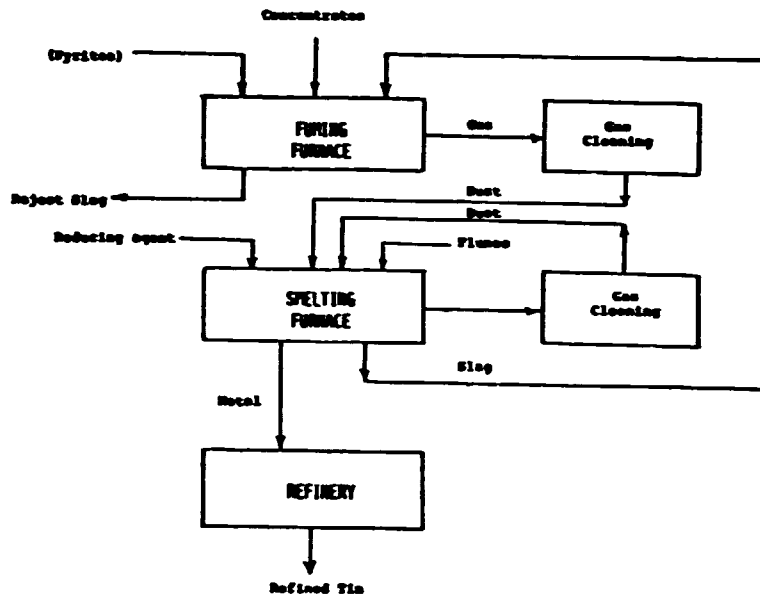 Concentrates
(Pyrites)
FUMING
FURNACE
Gas
Gas
Cleaning
Reject Slag
Dust
Dust
Reducing agent
Fluxes
SMELTING
FURNACE
Gas
Cleaning
Slag
Metal
REFINERY
Refined Tin